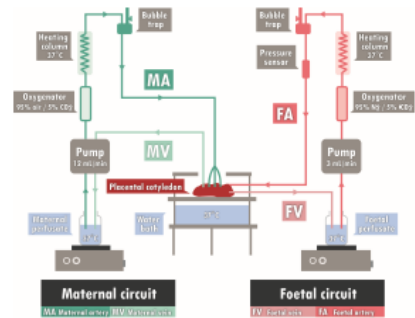 Bubble
trap
Heating
column
37°C
MA
Oxygenator
95% air / 5% CO2
MV
Pump
12 mL/min
Maternal
perfusate
Placental cotyledon
Water
bath
37°C
Bubble
trap
Pressure
sensor
Heating
column
37°C
FA
Oxygenator
95% N2 / 5% CO2
Pump
3 mL/min
FV
Foetal
perfusate
Maternal circuit
MA Maternal artery MV Maternal vein
Foetal circuit
FV Foetal vein FA Foetal artery